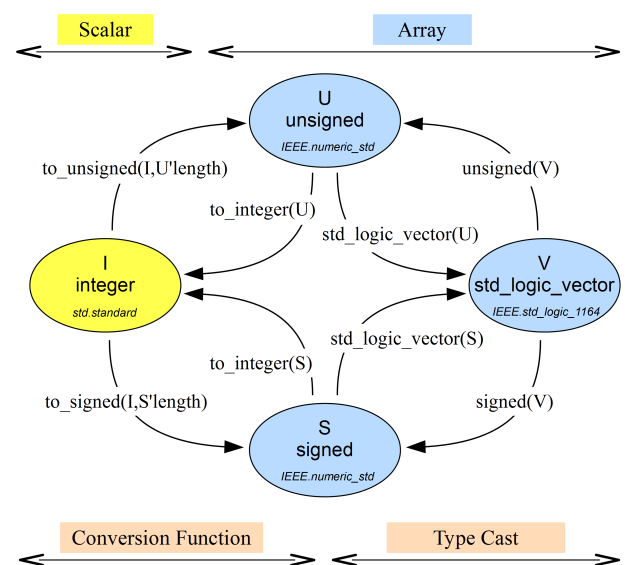 Scalar
Array
U
unsigned
IEEE.numeric_std
to_unsigned(I,U'length)
unsigned(V)
to_integer(U)
std_logic_vector(U)
I
integer
std.standard
V
std_logic_vector
IEEE.std_logic_1164
std_logic_vector(S)
to_integer(S)
to_signed(I,S'length)
signed(V)
S
signed
IEEE.numeric_std
Conversion Function
Type Cast